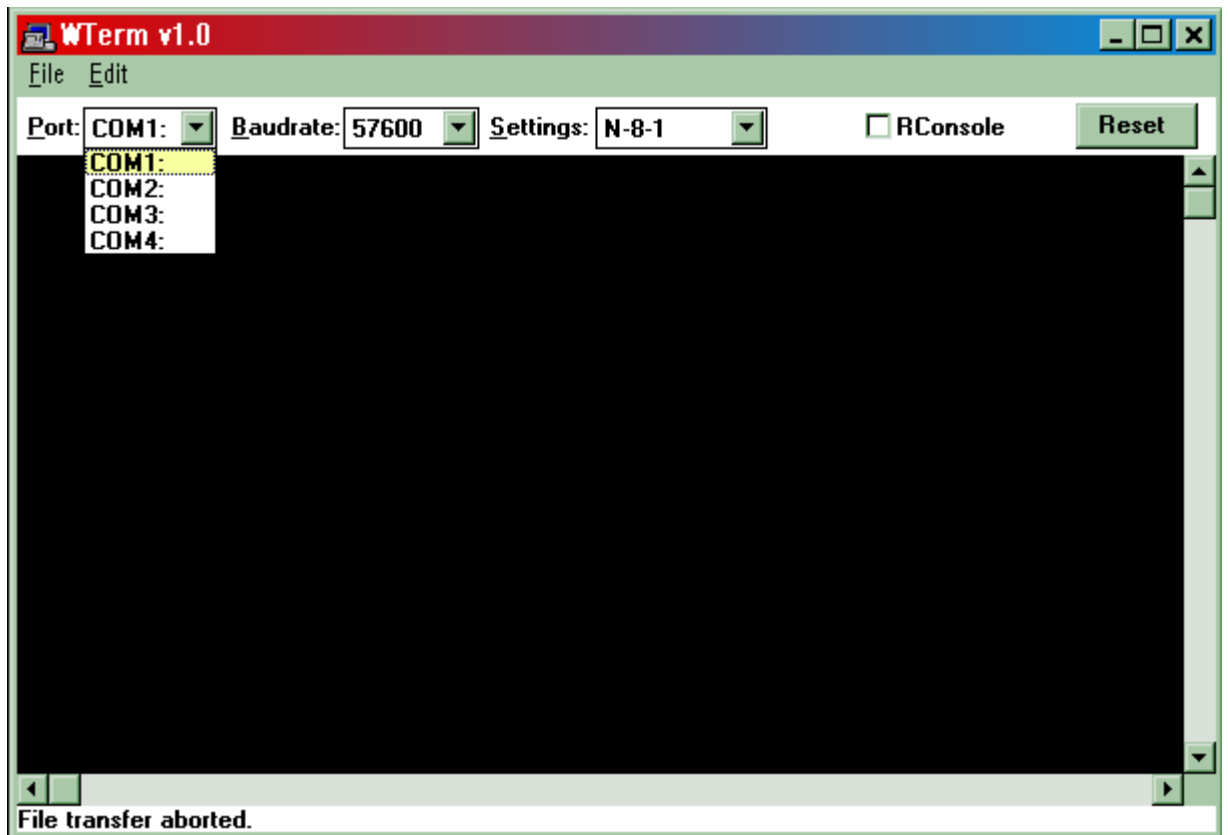 WTerm v1.0
File Edit
Port: COM1: Baudrate: 57600 Settings: N-8-1 RConsole Reset
COM1:
COM2:
COM3:
COM4:
File transfer aborted.